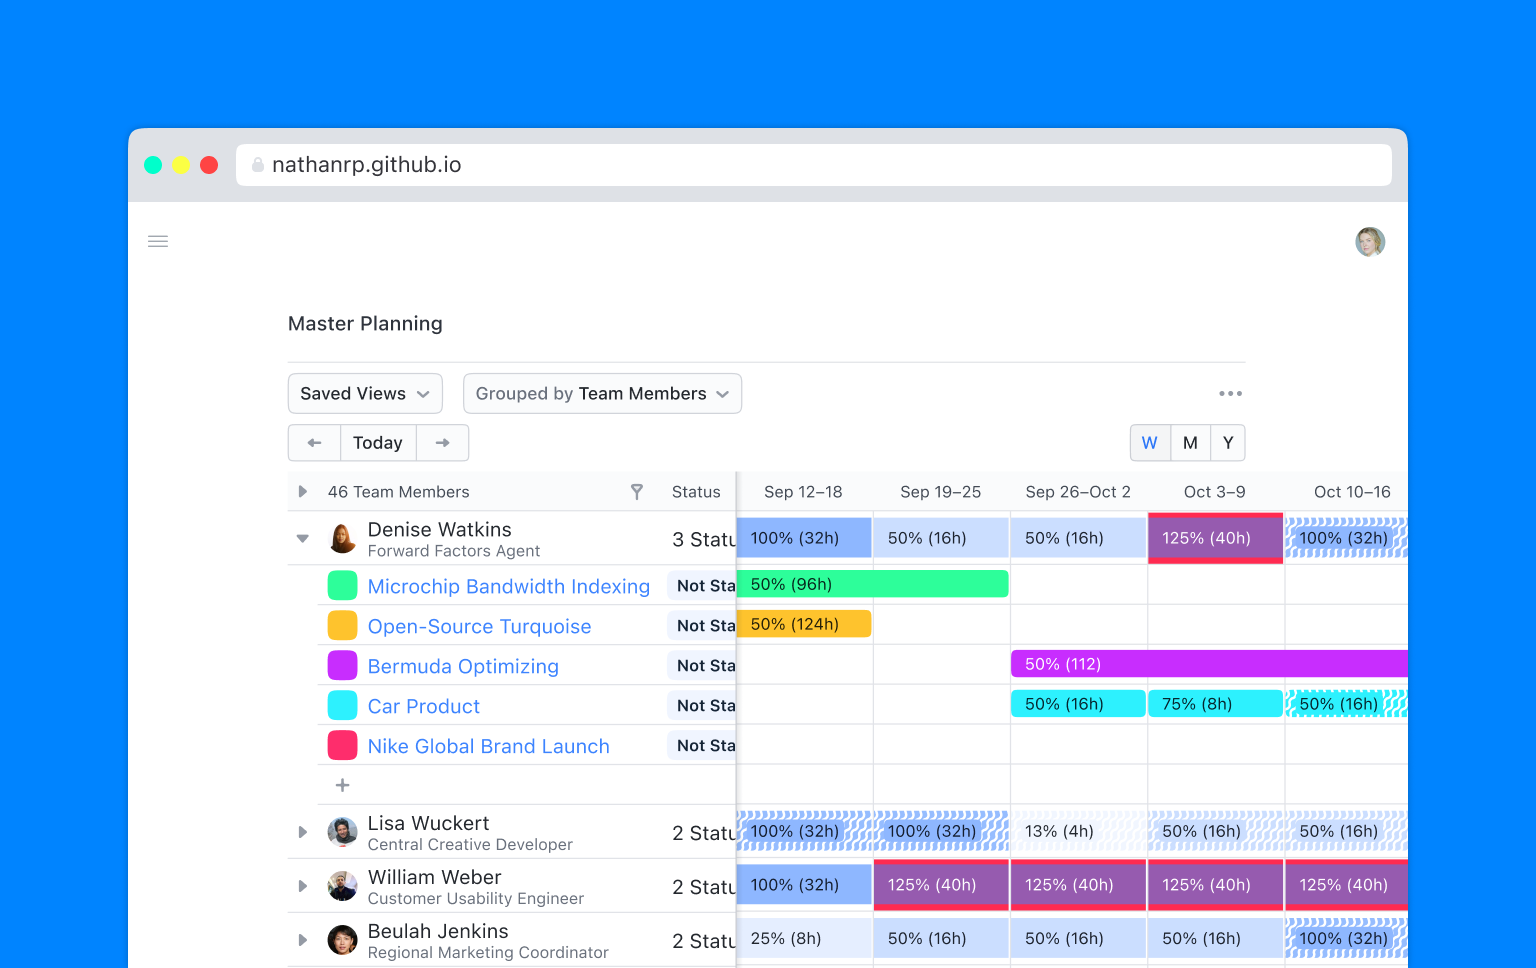 nathanrp.github.io
Master Planning
Saved Views
Grouped by Team Members
Today
W M Y
46 Team Members Status Sep 12–18 Sep 19–25 Sep 26–Oct 2 Oct 3–9 Oct 10–16
Denise Watkins
Forward Factors Agent
3 Statu 100% (32h) 50% (16h) 50% (16h) 125% (40h) 100% (32h)
Microchip Bandwidth Indexing Not Sta 50% (96h)
Open-Source Turquoise Not Sta 50% (124h)
Bermuda Optimizing Not Sta 50% (112)
Car Product Not Sta 50% (16h) 75% (8h) 50% (16h)
Nike Global Brand Launch Not Sta
Lisa Wuckert
Central Creative Developer
2 Statu 100% (32h) 100% (32h) 13% (4h) 50% (16h) 50% (16h)
William Weber
Customer Usability Engineer
2 Statu 100% (32h) 125% (40h) 125% (40h) 125% (40h) 125% (40h)
Beulah Jenkins
Regional Marketing Coordinator
2 Statu 25% (8h) 50% (16h) 50% (16h) 50% (16h) 100% (32h)